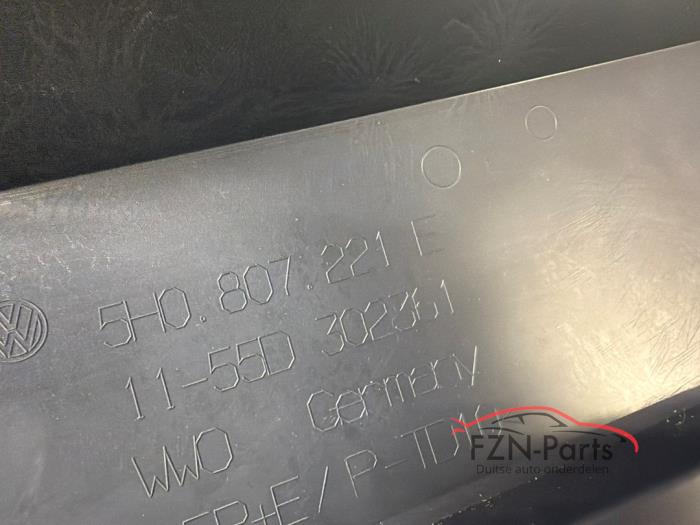 5H0.807.221 E
11-55D 302361
WWO Germany
FZN-Parts
Duitse auto onderdelen